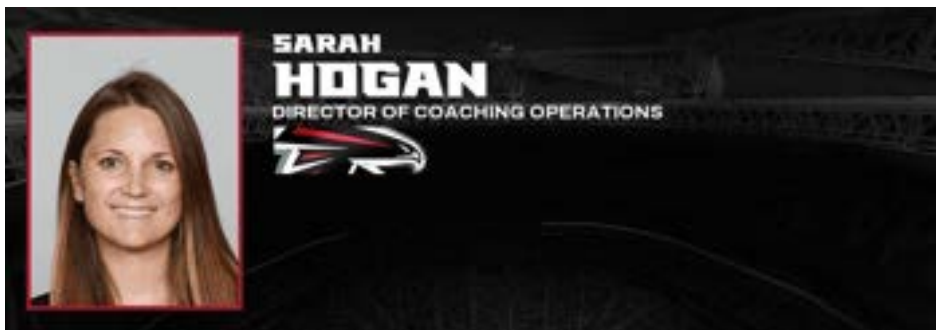 SARAH
HOGAN
DIRECTOR OF COACHING OPERATIONS